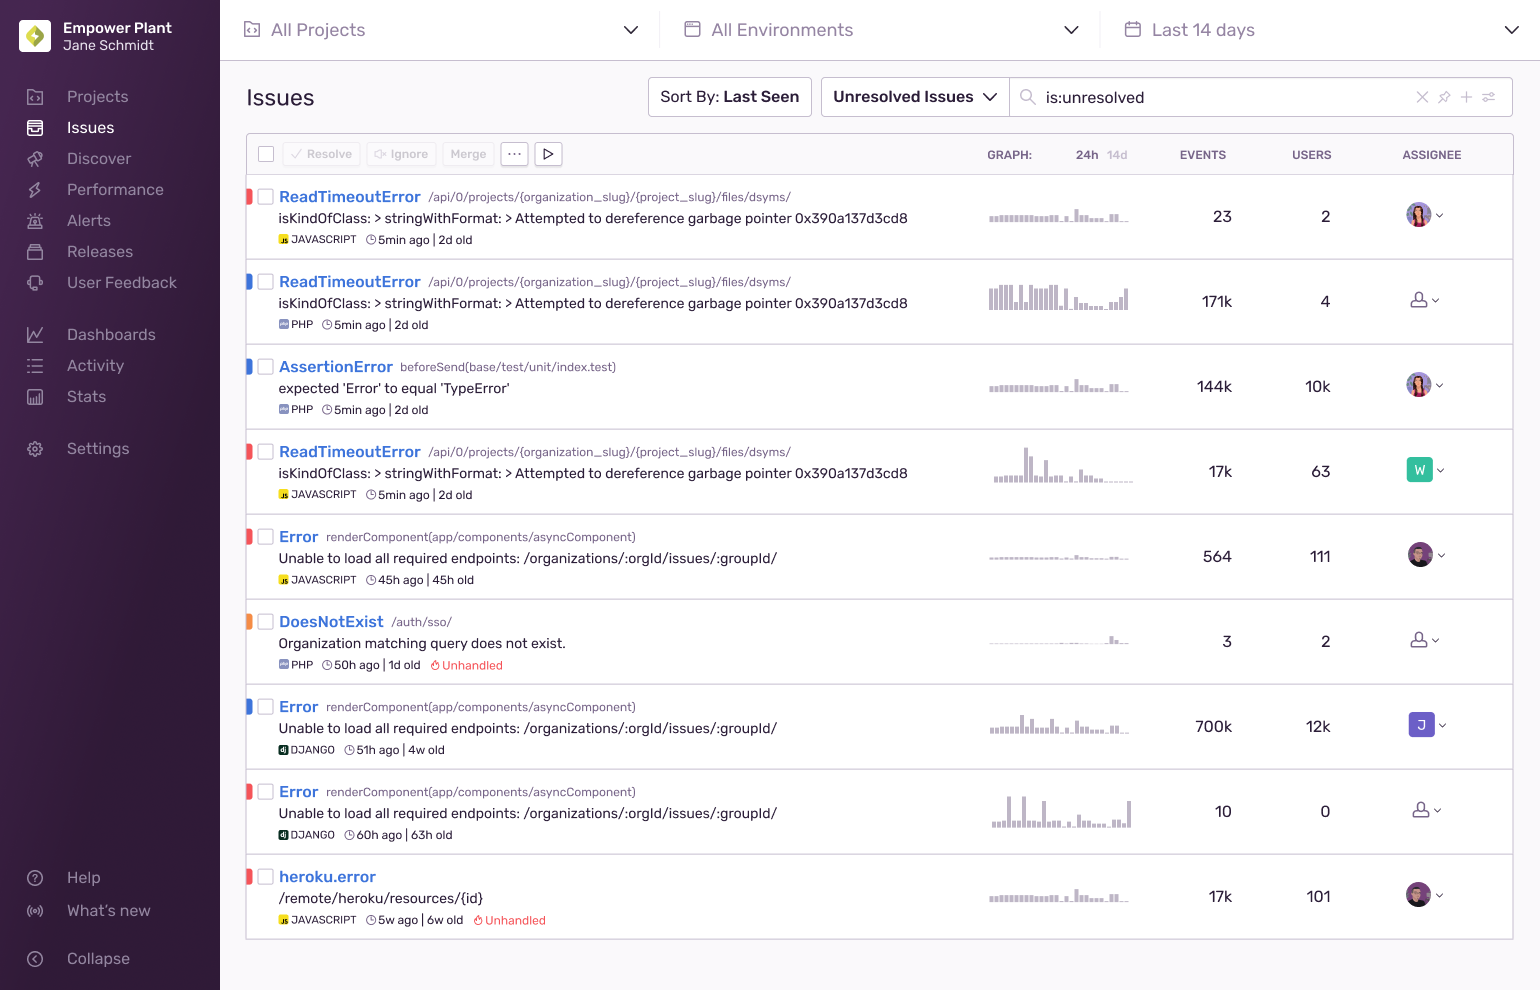 Empower Plant
Jane Schmidt
Projects
Issues
Discover
Performance
Alerts
Releases
User Feedback
Dashboards
Activity
Stats
Settings
Help
What's new
Collapse
All Projects All Environments Last 14 days
Issues Sort By: Last Seen Unresolved Issues is:unresolved
Resolve Ignore Merge GRAPH: 24h 14d EVENTS USERS ASSIGNEE
ReadTimeoutError /api/0/projects/{organization_slug}/{project_slug}/files/dsyms/
isKindOfClass: > stringWithFormat: > Attempted to dereference garbage pointer 0x390a137d3cd8 23 2
JS JAVASCRIPT 5min ago | 2d old
ReadTimeoutError /api/0/projects/{organization_slug}/{project_slug}/files/dsyms/
isKindOfClass: > stringWithFormat: > Attempted to dereference garbage pointer 0x390a137d3cd8 171k 4
php PHP 5min ago | 2d old
AssertionError beforeSend(base/test/unit/index.test)
expected 'Error' to equal 'TypeError' 144k 10k
php PHP 5min ago | 2d old
ReadTimeoutError /api/0/projects/{organization_slug}/{project_slug}/files/dsyms/
isKindOfClass: > stringWithFormat: > Attempted to dereference garbage pointer 0x390a137d3cd8 17k 63 W
JS JAVASCRIPT 5min ago | 2d old
Error renderComponent(app/components/asyncComponent)
Unable to load all required endpoints: /organizations/:orgId/issues/:groupId/ 564 111
JS JAVASCRIPT 45h ago | 45h old
DoesNotExist /auth/sso/
Organization matching query does not exist. 3 2
php PHP 50h ago | 1d old Unhandled
Error renderComponent(app/components/asyncComponent)
Unable to load all required endpoints: /organizations/:orgId/issues/:groupId/ 700k 12k J
dj DJANGO 51h ago | 4w old
Error renderComponent(app/components/asyncComponent)
Unable to load all required endpoints: /organizations/:orgId/issues/:groupId/ 10 0
dj DJANGO 60h ago | 63h old
heroku.error
/remote/heroku/resources/{id} 17k 101
JS JAVASCRIPT 5w ago | 6w old Unhandled